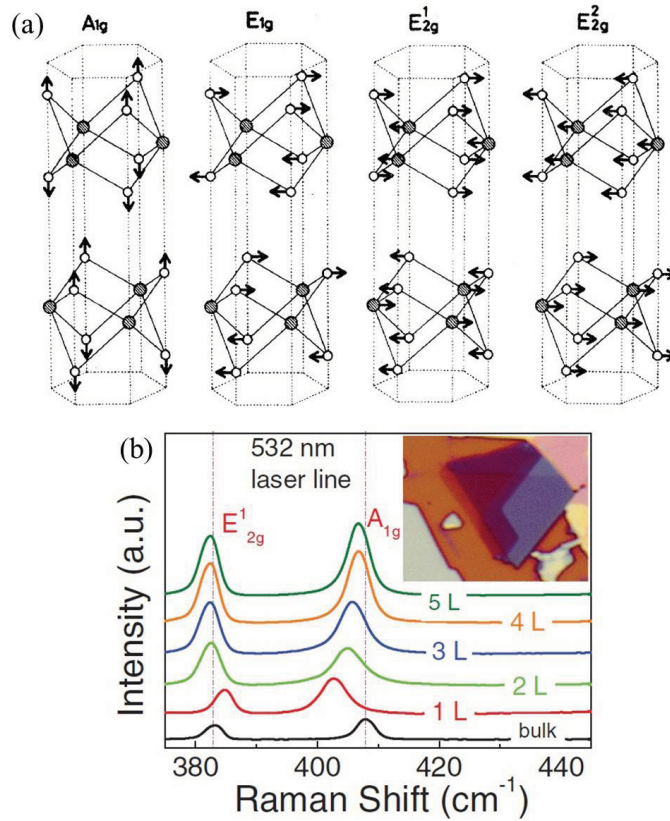 (a)
A1g E1g E¹2g E²2g
(b)
532 nm
laser line
E¹2g
A1g
5 L
4 L
3 L
2 L
1 L
bulk
Intensity (a.u.)
380 400 420 440
Raman Shift (cm⁻¹)